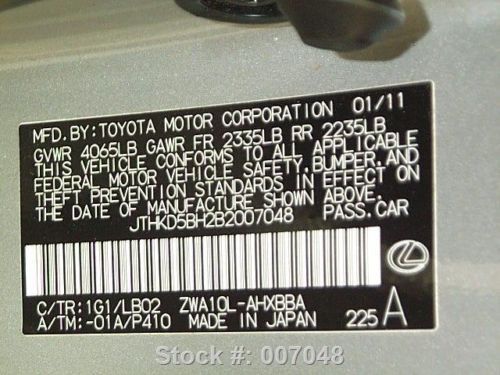 MFD. BY: TOYOTA MOTOR CORPORATION 01/11
GVWR 4065LB GAWR FR 2335LB RR 2235LB
THIS VEHICLE CONFORMS TO ALL APPLICABLE
FEDERAL MOTOR VEHICLE SAFETY, BUMPER, AND
THEFT PREVENTION STANDARDS IN EFFECT ON
THE DATE OF MANUFACTURE SHOWN ABOVE.
JTHKD5BH2B2007048 PASS.CAR
C/TR:1G1/LB02 ZWA10L-AHXBBA
A/TM:-01A/P410 MADE IN JAPAN 225 A
Stock #: 007048